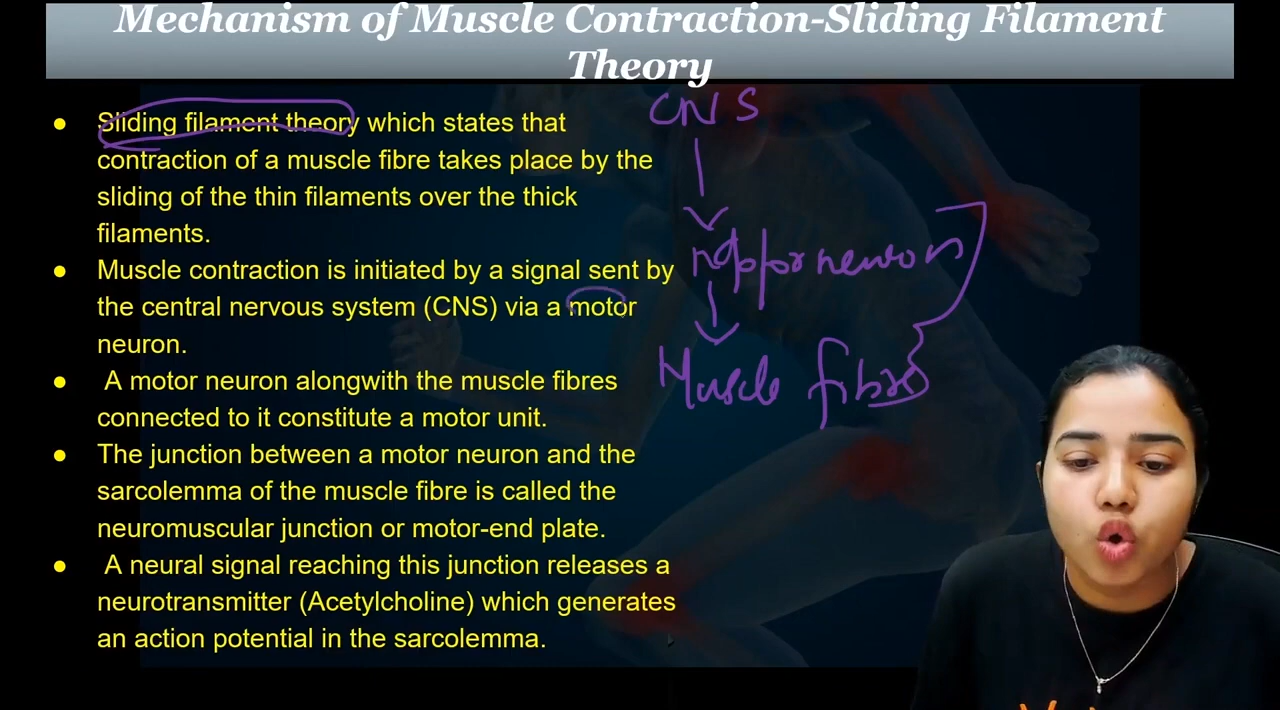 Mechanism of Muscle Contraction-Sliding Filament
Theory
● Sliding filament theory which states that
contraction of a muscle fibre takes place by the
sliding of the thin filaments over the thick
filaments.
● Muscle contraction is initiated by a signal sent by
the central nervous system (CNS) via a motor
neuron.
● A motor neuron alongwith the muscle fibres
connected to it constitute a motor unit.
● The junction between a motor neuron and the
sarcolemma of the muscle fibre is called the
neuromuscular junction or motor-end plate.
● A neural signal reaching this junction releases a
neurotransmitter (Acetylcholine) which generates
an action potential in the sarcolemma.
CNS
neuron
Muscle fibres